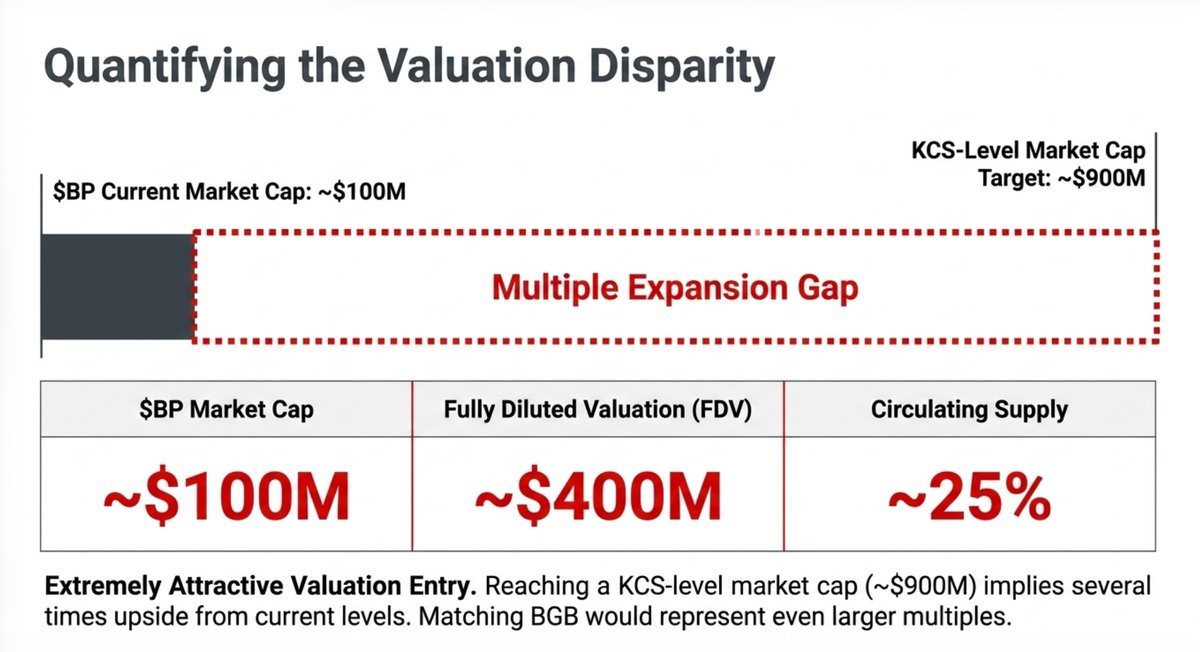 Quantifying the Valuation Disparity
KCS-Level Market Cap
Target: ~$900M
$BP Current Market Cap: ~$100M
Multiple Expansion Gap
$BP Market Cap
Fully Diluted Valuation (FDV)
Circulating Supply
~$100M
~$400M
~25%
Extremely Attractive Valuation Entry. Reaching a KCS-level market cap (~$900M) implies several
times upside from current levels. Matching BGB would represent even larger multiples.